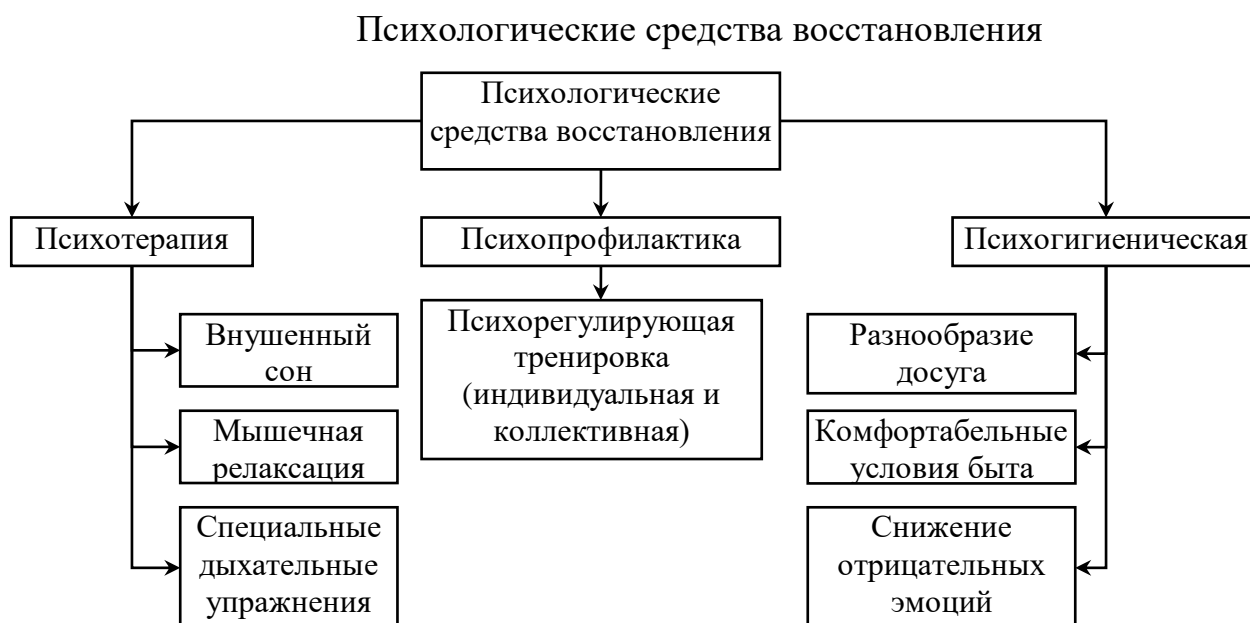 Психологические средства восстановления
Психологические
средства восстановления
Психотерапия
Психопрофилактика
Психогигиеническая
Внушенный
сон
Мышечная
релаксация
Специальные
дыхательные
упражнения
Психорегулирующая
тренировка
(индивидуальная и
коллективная)
Разнообразие
досуга
Комфортабельные
условия быта
Снижение
отрицательных
эмоций